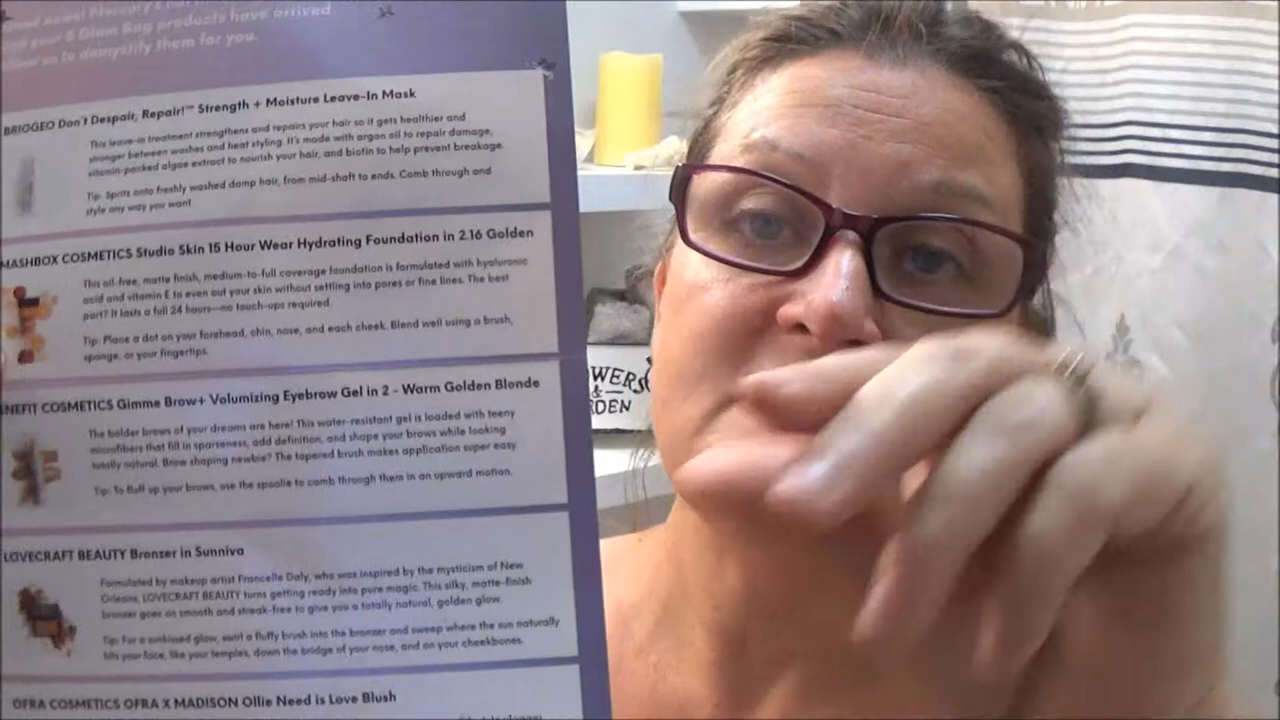 your 6 Glam Bag products have arrived
us to demystify them for you.
BRIOGEO Don't Despair, Repair!™ Strength + Moisture Leave-In Mask
This leave-in treatment strengthens and repairs your hair so it gets healthier and
stronger between washes and heat styling. It's made with argan oil to repair damage,
vitamin-packed algae extract to nourish your hair, and biotin to help prevent breakage.
Tip: Spritz onto freshly washed damp hair, from mid-shaft to ends. Comb through and
style any way you want
MASHBOX COSMETICS Studio Skin 15 Hour Wear Hydrating Foundation in 2.16 Golden
This oil-free, matte finish, medium-to-full coverage foundation is formulated with hyaluronic
acid and vitamin E to even out your skin without settling into pores or fine lines. The best
part? It lasts a full 24 hours—no touch-ups required.
Tip: Place a dot on your forehead, chin, nose, and each cheek. Blend well using a brush,
sponge, or your fingertips.
NEFIT COSMETICS Gimme Brow+ Volumizing Eyebrow Gel in 2 - Warm Golden Blonde
The bolder brows of your dreams are here! This water-resistant gel is loaded with teeny
microfibers that fill in sparseness, add definition, and shape your brows while looking
totally natural. Brow shaping newbie? The tapered brush makes application super easy.
Tip: To fluff up your brows, use the spoolie to comb through them in an upward motion.
LOVECRAFT BEAUTY Bronzer in Sunniva
Formulated by makeup artist Francelle Daly, who was inspired by the mysticism of New
Orleans, LOVECRAFT BEAUTY turns getting ready into pure magic. This silky, matte-finish
bronzer goes on smooth and streak-free to give you a totally natural, golden glow.
Tip: For a sunkissed glow, swirl a fluffy brush into the bronzer and sweep where the sun naturally
hits your face, like your temples, down the bridge of your nose, and on your cheekbones.
OFRA COSMETICS OFRA X MADISON Ollie Need is Love Blush
OWERS
&
RDEN